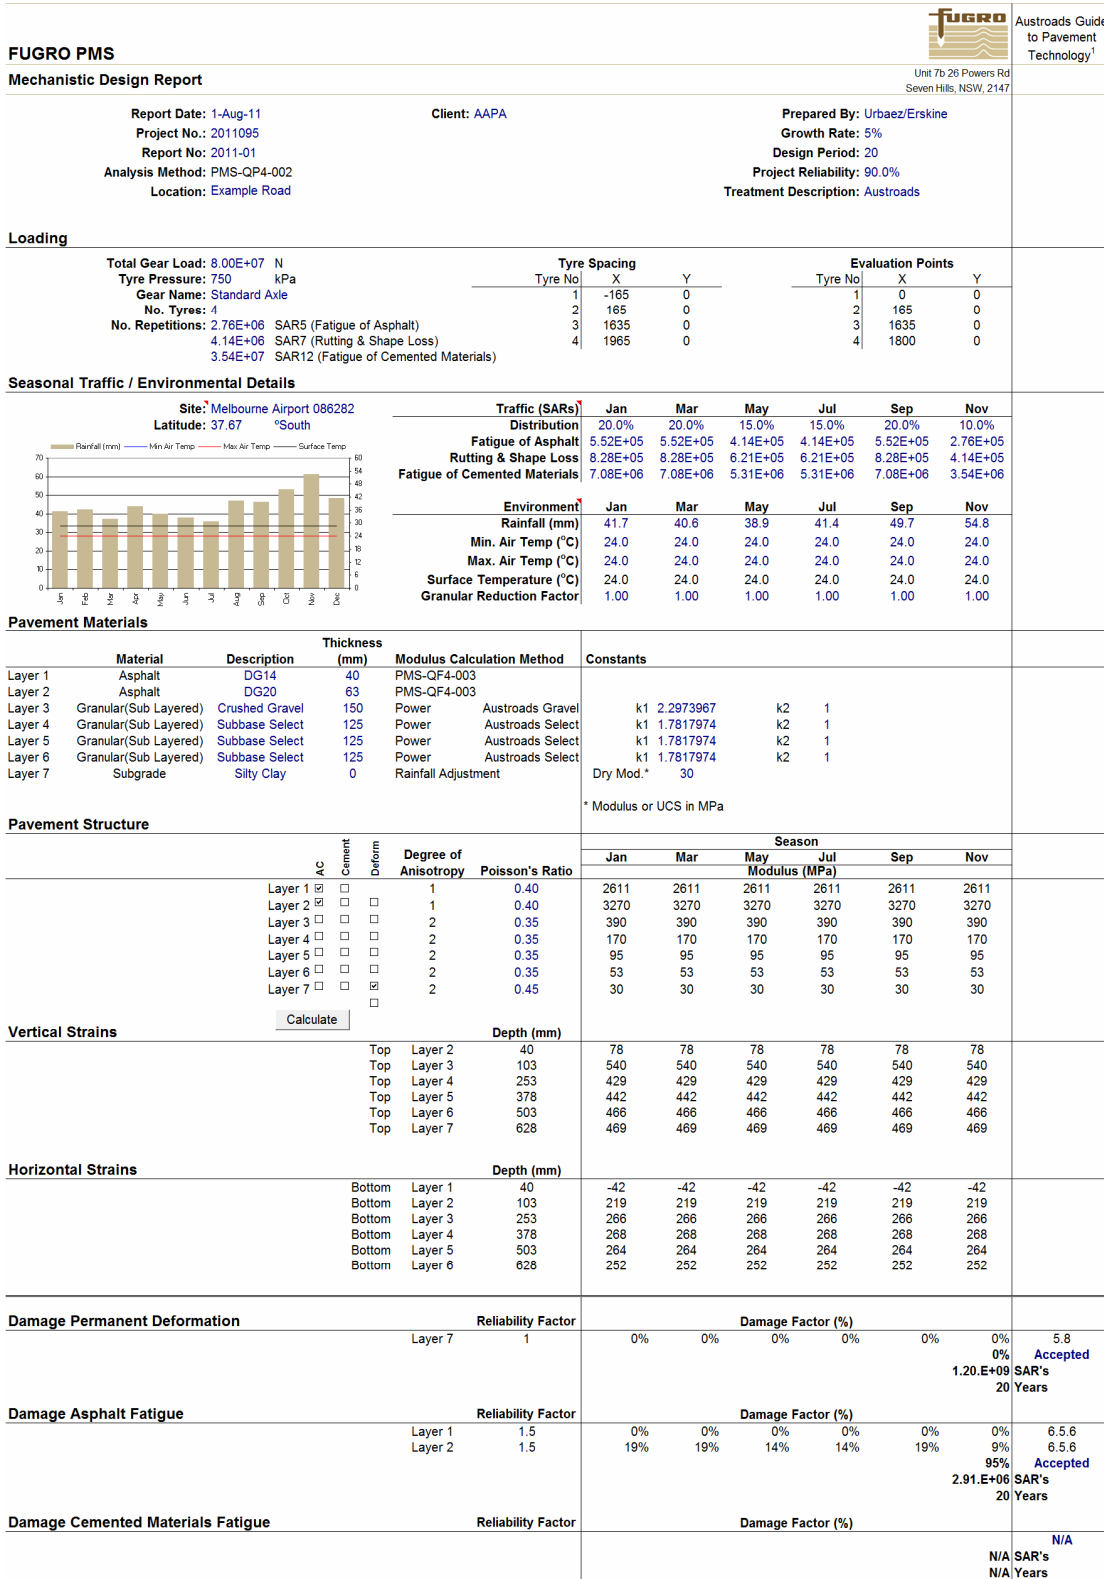 FUGRO
Austroads Guide
to Pavement
Technology1
FUGRO PMS
Mechanistic Design Report
Unit 7b 26 Powers Rd
Seven Hills, NSW, 2147
Report Date: 1-Aug-11 Client: AAPA Prepared By: Urbaez/Erskine
Project No.: 2011095 Growth Rate: 5%
Report No: 2011-01 Design Period: 20
Analysis Method: PMS-QP4-002 Project Reliability: 90.0%
Location: Example Road Treatment Description: Austroads
Loading
Total Gear Load: 8.00E+07 N Tyre Spacing Evaluation Points
Tyre Pressure: 750 kPa Tyre No X Y Tyre No X Y
Gear Name: Standard Axle 1 -165 0 1 0 0
No. Tyres: 4 2 165 0 2 165 0
No. Repetitions: 2.76E+06 SAR5 (Fatigue of Asphalt) 3 1635 0 3 1635 0
4.14E+06 SAR7 (Rutting & Shape Loss) 4 1965 0 4 1800 0
3.54E+07 SAR12 (Fatigue of Cemented Materials)
Seasonal Traffic / Environmental Details
Site: Melbourne Airport 086282 Traffic (SARs) Jan Mar May Jul Sep Nov
Latitude: 37.67 ºSouth Distribution 20.0% 20.0% 15.0% 15.0% 20.0% 10.0%
Fatigue of Asphalt 5.52E+05 5.52E+05 4.14E+05 4.14E+05 5.52E+05 2.76E+05
Rutting & Shape Loss 8.28E+05 8.28E+05 6.21E+05 6.21E+05 8.28E+05 4.14E+05
Fatigue of Cemented Materials 7.08E+06 7.08E+06 5.31E+06 5.31E+06 7.08E+06 3.54E+06
Rainfall (mm) Min Air Temp Max Air Temp Surface Temp
70 60 50 40 30 20 10 0
60 54 48 42 36 30 24 18 12 6 0
Jan Feb Mar Apr May Jun Jul Aug Sep Oct Nov Dec
Environment Jan Mar May Jul Sep Nov
Rainfall (mm) 41.7 40.6 38.9 41.4 49.7 54.8
Min. Air Temp (oC) 24.0 24.0 24.0 24.0 24.0 24.0
Max. Air Temp (oC) 24.0 24.0 24.0 24.0 24.0 24.0
Surface Temperature (oC) 24.0 24.0 24.0 24.0 24.0 24.0
Granular Reduction Factor 1.00 1.00 1.00 1.00 1.00 1.00
Pavement Materials
Material Description Thickness (mm) Modulus Calculation Method Constants
Layer 1 Asphalt DG14 40 PMS-QF4-003
Layer 2 Asphalt DG20 63 PMS-QF4-003
Layer 3 Granular(Sub Layered) Crushed Gravel 150 Power Austroads Gravel k1 2.2973967 k2 1
Layer 4 Granular(Sub Layered) Subbase Select 125 Power Austroads Select k1 1.7817974 k2 1
Layer 5 Granular(Sub Layered) Subbase Select 125 Power Austroads Select k1 1.7817974 k2 1
Layer 6 Granular(Sub Layered) Subbase Select 125 Power Austroads Select k1 1.7817974 k2 1
Layer 7 Subgrade Silty Clay 0 Rainfall Adjustment Dry Mod.* 30
* Modulus or UCS in MPa
Pavement Structure
Season
AC Cement Deform Degree of Anisotropy Poisson's Ratio Jan Mar May Jul Sep Nov
Modulus (MPa)
Layer 1 1 0.40 2611 2611 2611 2611 2611 2611
Layer 2 1 0.40 3270 3270 3270 3270 3270 3270
Layer 3 2 0.35 390 390 390 390 390 390
Layer 4 2 0.35 170 170 170 170 170 170
Layer 5 2 0.35 95 95 95 95 95 95
Layer 6 2 0.35 53 53 53 53 53 53
Layer 7 2 0.45 30 30 30 30 30 30
Calculate
Vertical Strains Depth (mm)
Top Layer 2 40 78 78 78 78 78 78
Top Layer 3 103 540 540 540 540 540 540
Top Layer 4 253 429 429 429 429 429 429
Top Layer 5 378 442 442 442 442 442 442
Top Layer 6 503 466 466 466 466 466 466
Top Layer 7 628 469 469 469 469 469 469
Horizontal Strains Depth (mm)
Bottom Layer 1 40 -42 -42 -42 -42 -42 -42
Bottom Layer 2 103 219 219 219 219 219 219
Bottom Layer 3 253 266 266 266 266 266 266
Bottom Layer 4 378 268 268 268 268 268 268
Bottom Layer 5 503 264 264 264 264 264 264
Bottom Layer 6 628 252 252 252 252 252 252
Damage Permanent Deformation Reliability Factor Damage Factor (%)
Layer 7 1 0% 0% 0% 0% 0% 0% 5.8
0% Accepted
1.20.E+09 SAR's
20 Years
Damage Asphalt Fatigue Reliability Factor Damage Factor (%)
Layer 1 1.5 0% 0% 0% 0% 0% 0% 6.5.6
Layer 2 1.5 19% 19% 14% 14% 19% 9% 6.5.6
95% Accepted
2.91.E+06 SAR's
20 Years
Damage Cemented Materials Fatigue Reliability Factor Damage Factor (%)
N/A
N/A SAR's
N/A Years